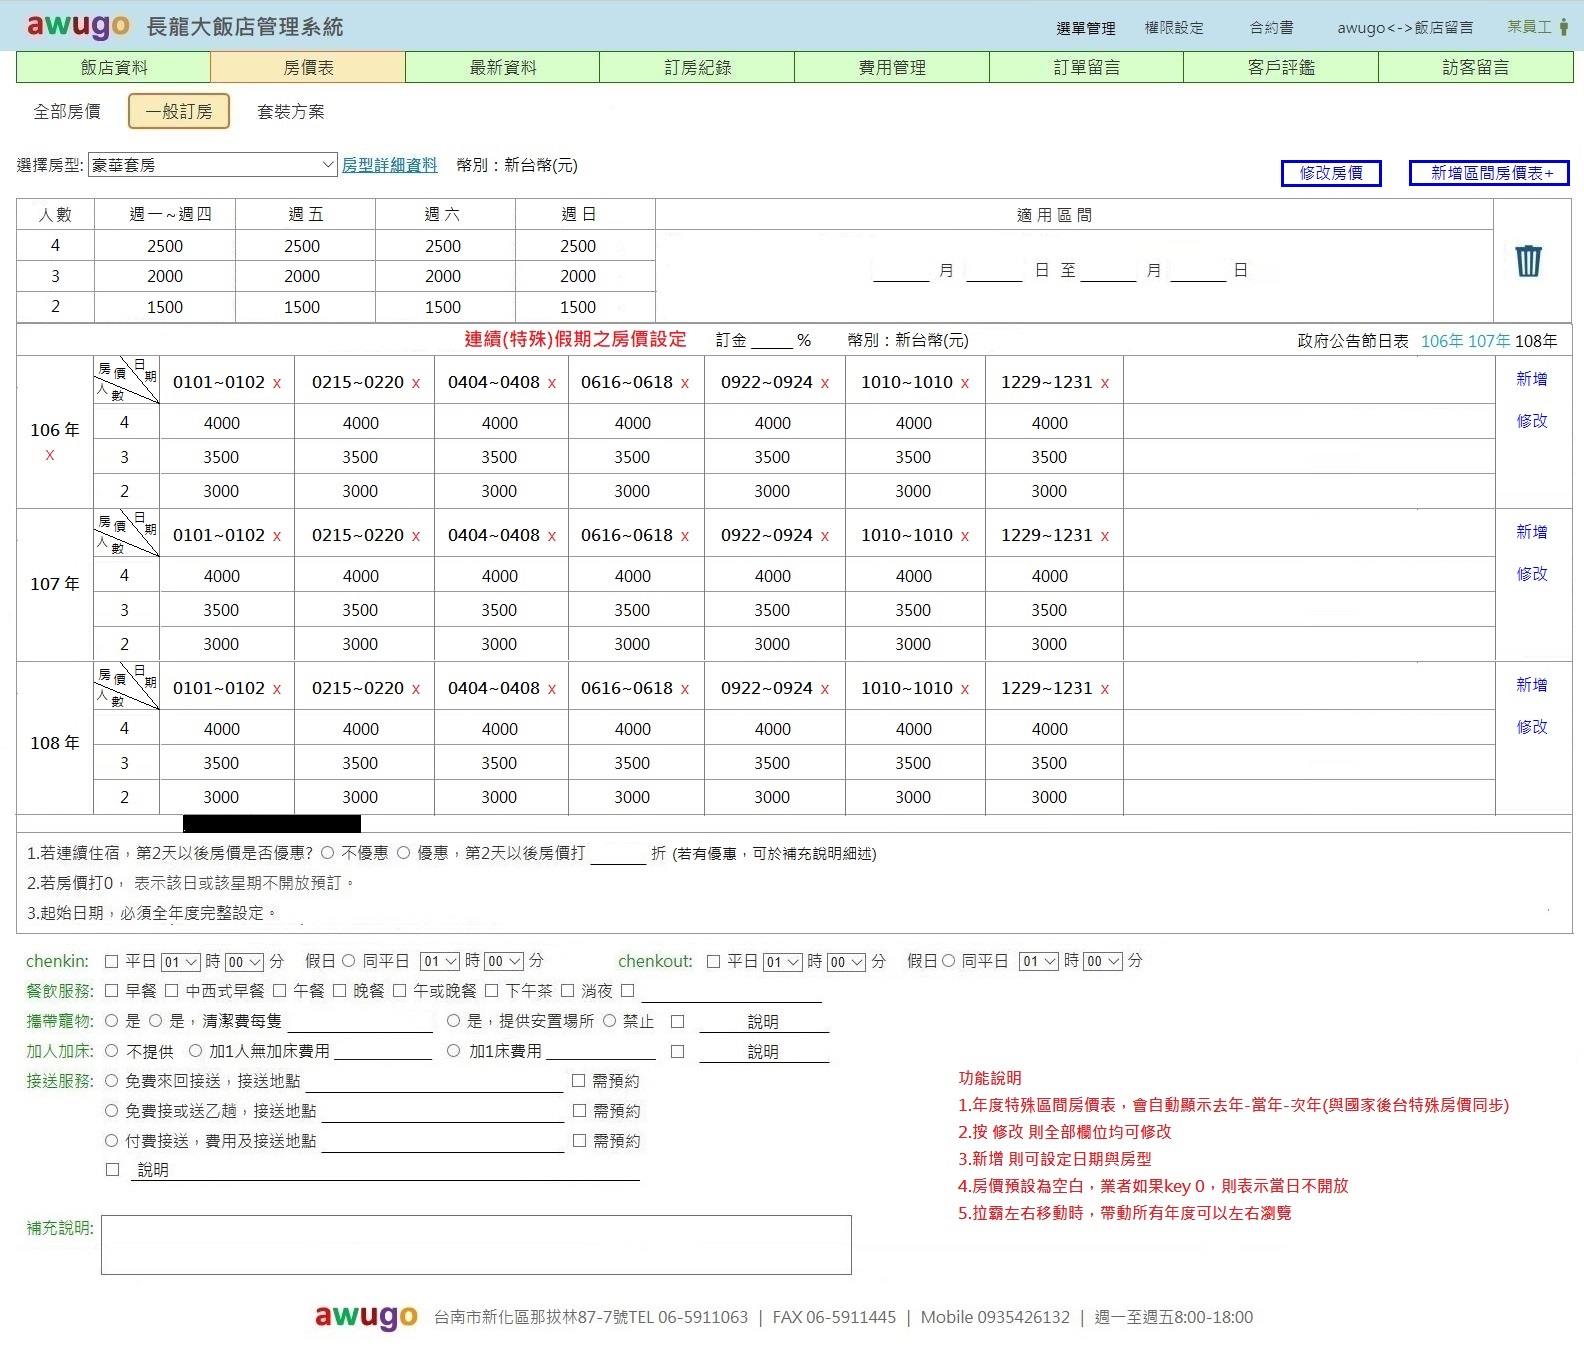 awugo 長龍大飯店管理系統 選單管理 權限設定 合約書 awugo<->飯店留言 某員工
飯店資料 房價表 最新資料 訂房紀錄 費用管理 訂單留言 客戶評鑑 訪客留言
全部房價 一般訂房 套裝方案
選擇房型: 豪華套房 房型詳細資料 幣別：新台幣(元) 修改房價 新增區間房價表+
人數 週一~週四 週五 週六 週日 適用區間
4 2500 2500 2500 2500
3 2000 2000 2000 2000
2 1500 1500 1500 1500
____月 ____日 至 ____月 ____日
連續(特殊)假期之房價設定 訂金 ____ % 幣別：新台幣(元) 政府公告節日表 106年 107年 108年
106 年 x
房價 日期 人數 0101~0102 x 0215~0220 x 0404~0408 x 0616~0618 x 0922~0924 x 1010~1010 x 1229~1231 x 新增
4 4000 4000 4000 4000 4000 4000 4000 修改
3 3500 3500 3500 3500 3500 3500 3500
2 3000 3000 3000 3000 3000 3000 3000
107 年
房價 日期 人數 0101~0102 x 0215~0220 x 0404~0408 x 0616~0618 x 0922~0924 x 1010~1010 x 1229~1231 x 新增
4 4000 4000 4000 4000 4000 4000 4000 修改
3 3500 3500 3500 3500 3500 3500 3500
2 3000 3000 3000 3000 3000 3000 3000
108 年
房價 日期 人數 0101~0102 x 0215~0220 x 0404~0408 x 0616~0618 x 0922~0924 x 1010~1010 x 1229~1231 x 新增
4 4000 4000 4000 4000 4000 4000 4000 修改
3 3500 3500 3500 3500 3500 3500 3500
2 3000 3000 3000 3000 3000 3000 3000
1.若連續住宿，第2天以後房價是否優惠? 不優惠 優惠，第2天以後房價打 ____ 折 (若有優惠，可於補充說明細述)
2.若房價打0， 表示該日或該星期不開放預訂。
3.起始日期，必須全年度完整設定。
chenkin: 平日 01 時 00 分 假日 同平日 01 時 00 分 chenkout: 平日 01 時 00 分 假日 同平日 01 時 00 分
餐飲服務: 早餐 中西式早餐 午餐 晚餐 午或晚餐 下午茶 消夜
攜帶寵物: 是 是，清潔費每隻 是，提供安置場所 禁止 說明
加人加床: 不提供 加1人無加床費用 加1床費用 說明
接送服務: 免費來回接送，接送地點 需預約
免費接或送乙趟，接送地點 需預約
付費接送，費用及接送地點 需預約
說明
功能說明
1.年度特殊區間房價表，會自動顯示去年-當年-次年(與國家後台特殊房價同步)
2.按 修改 則全部欄位均可修改
3.新增 則可設定日期與房型
4.房價預設為空白，業者如果key 0，則表示當日不開放
5.拉霸左右移動時，帶動所有年度可以左右瀏覽
補充說明:
awugo 台南市新化區那拔林87-7號TEL 06-5911063 | FAX 06-5911445 | Mobile 0935426132 | 週一至週五8:00-18:00